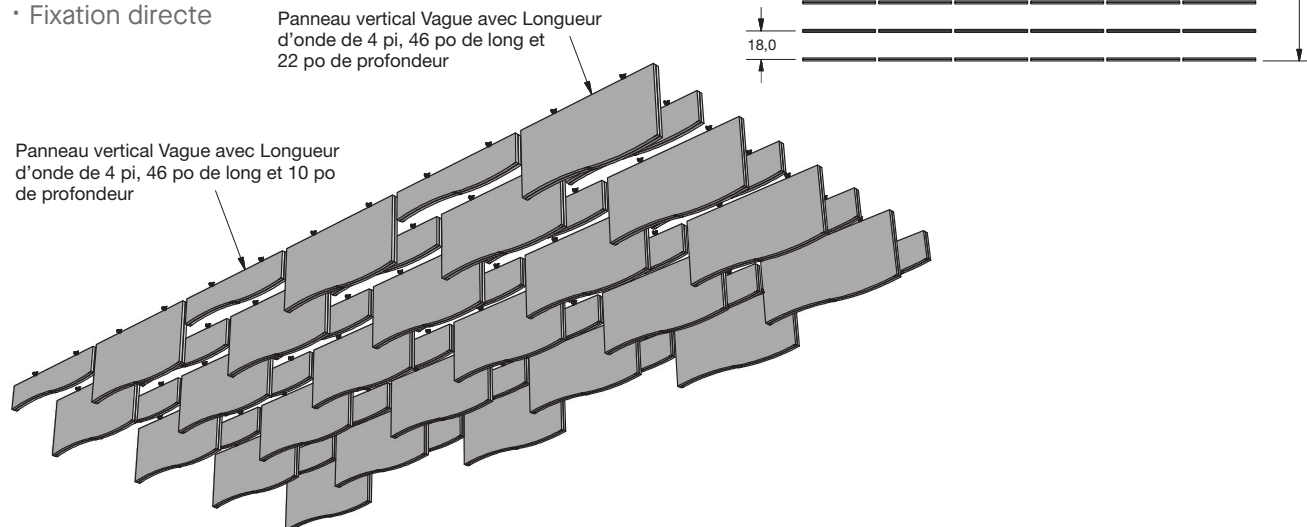 · Fixation directe
Panneau vertical Vague avec Longueur
d’onde de 4 pi, 46 po de long et
22 po de profondeur
18,0
Panneau vertical Vague avec Longueur
d’onde de 4 pi, 46 po de long et 10 po
de profondeur